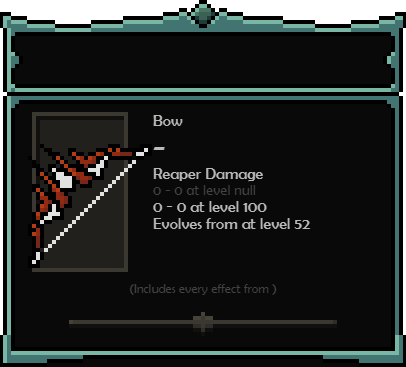 Bow
–
Reaper Damage
0 - 0 at level null
0 - 0 at level 100
Evolves from at level 52
(Includes every effect from )